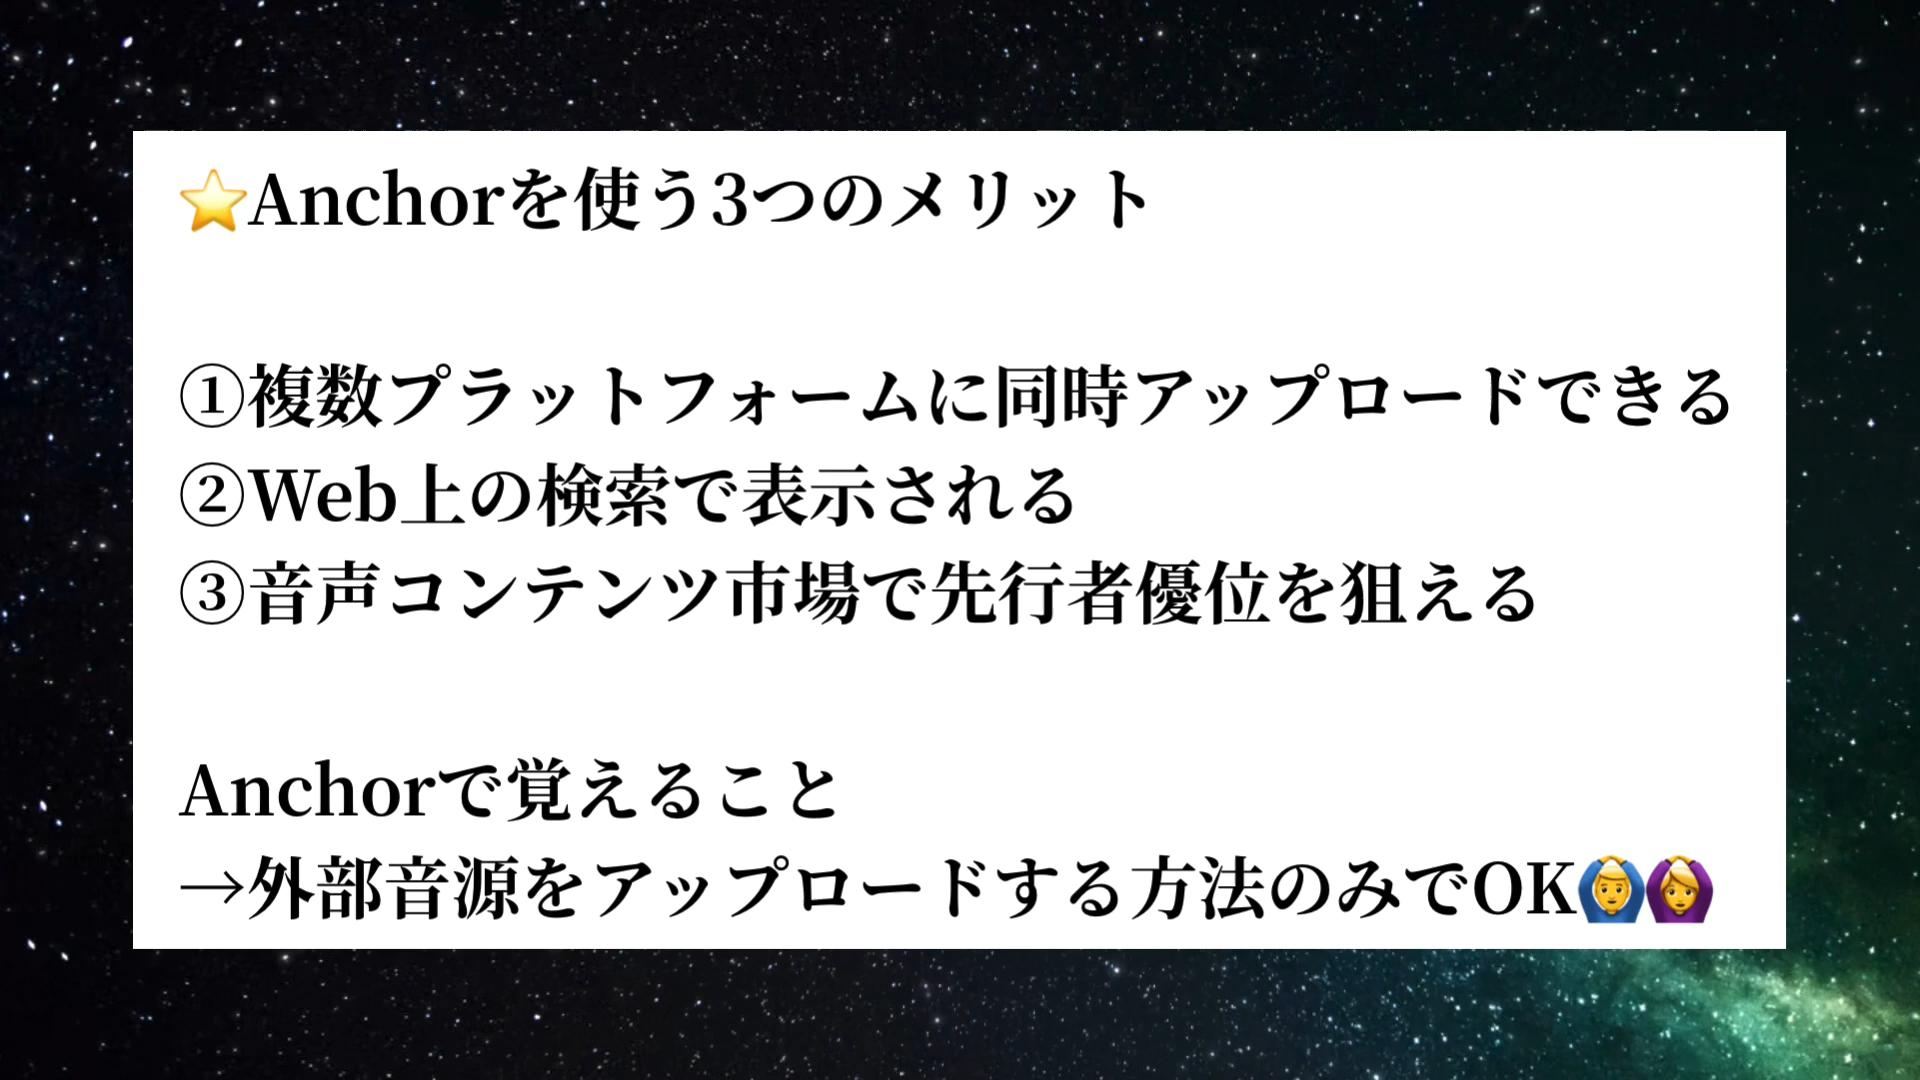 ⭐Anchorを使う3つのメリット
①複数プラットフォームに同時アップロードできる
②Web上の検索で表示される
③音声コンテンツ市場で先行者優位を狙える
Anchorで覚えること
→外部音源をアップロードする方法のみでOK🙆‍♂️🙆‍♀️